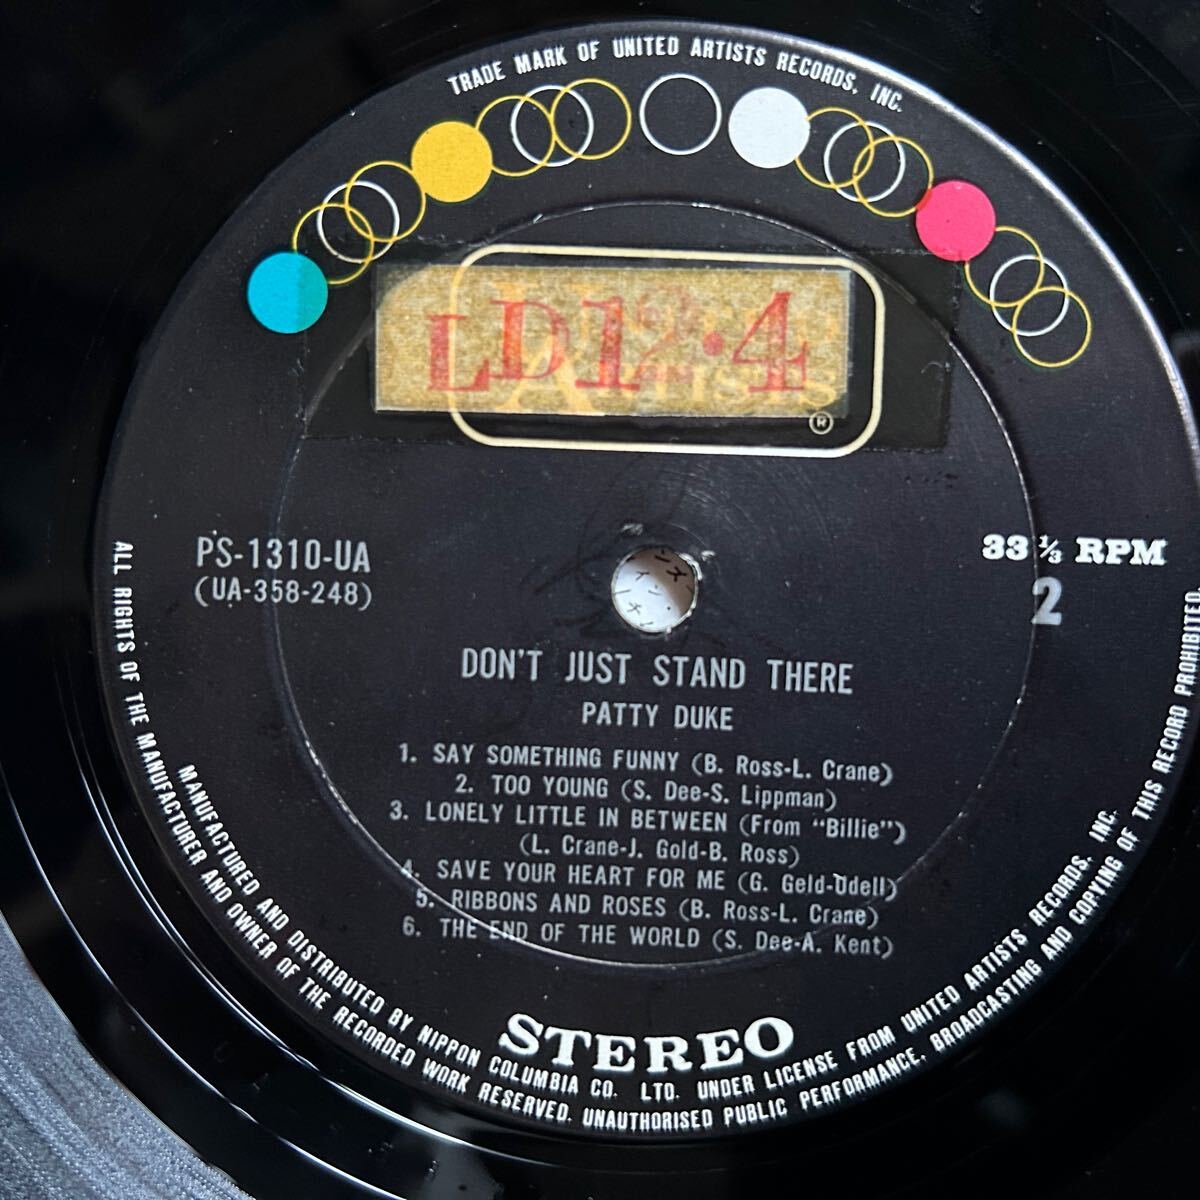 TRADE MARK OF UNITED ARTISTS RECORDS, INC.
LD12·4
ARTISTS
®
PS-1310-UA
(UA-358-248)
33 1/3 RPM
2
DON'T JUST STAND THERE
PATTY DUKE
1. SAY SOMETHING FUNNY (B. Ross-L. Crane)
2. TOO YOUNG (S. Dee-S. Lippman)
3. LONELY LITTLE IN BETWEEN (From "Billie")
(L. Crane-J. Gold-B. Ross)
4. SAVE YOUR HEART FOR ME (G. Geld-Udell)
5. RIBBONS AND ROSES (B. Ross-L. Crane)
6. THE END OF THE WORLD (S. Dee-A. Kent)
STEREO
MANUFACTURED AND DISTRIBUTED BY NIPPON COLUMBIA CO. LTD. UNDER LICENSE FROM UNITED ARTISTS RECORDS, INC.
ALL RIGHTS OF THE MANUFACTURER AND OWNER OF THE RECORDED WORK RESERVED. UNAUTHORISED PUBLIC PERFORMANCE, BROADCASTING AND COPYING OF THIS RECORD PROHIBITED.